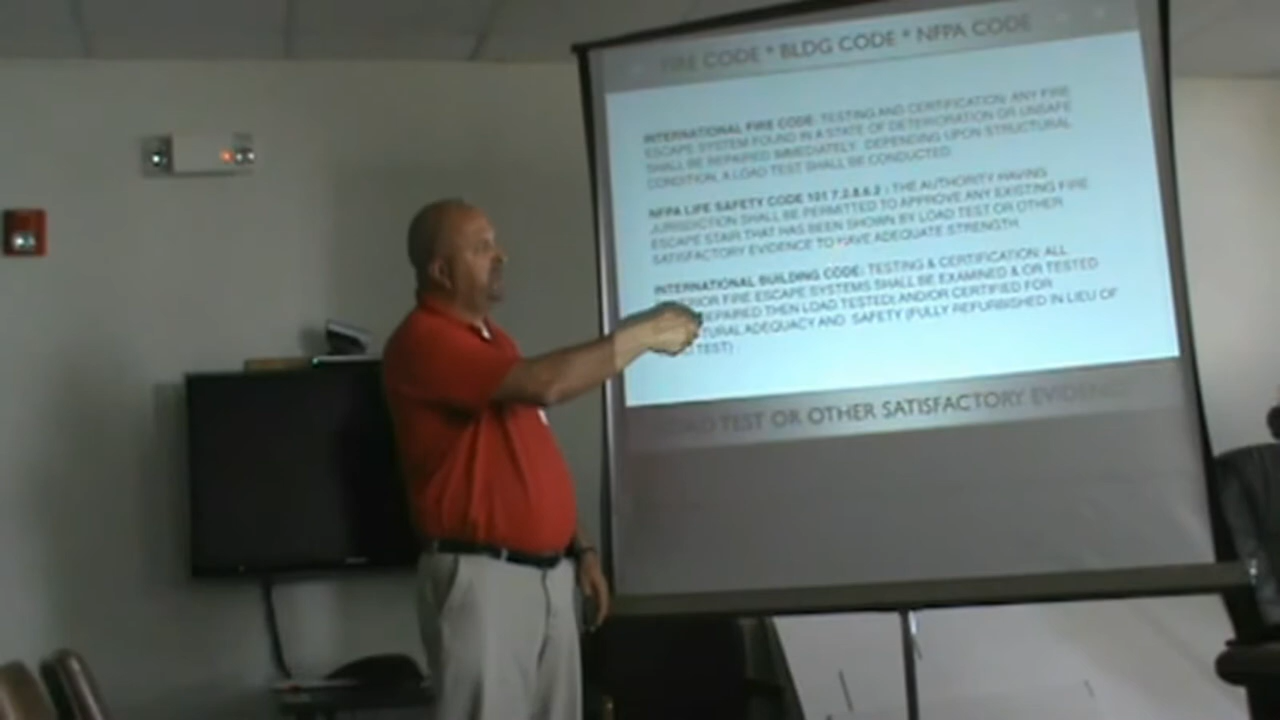 FIRE CODE * BLDG CODE * NFPA CODE
INTERNATIONAL FIRE CODE: TESTING AND CERTIFICATION: ANY FIRE
ESCAPE SYSTEM FOUND IN A STATE OF DETERIORATION OR UNSAFE
SHALL BE REPAIRED IMMEDIATELY. DEPENDING UPON STRUCTURAL
CONDITION, A LOAD TEST SHALL BE CONDUCTED.
NFPA LIFE SAFETY CODE 101 7.2.8.6.2 : THE AUTHORITY HAVING
JURISDICTION SHALL BE PERMITTED TO APPROVE ANY EXISTING FIRE
ESCAPE STAIR THAT HAS BEEN SHOWN BY LOAD TEST OR OTHER
SATISFACTORY EVIDENCE TO HAVE ADEQUATE STRENGTH.
INTERNATIONAL BUILDING CODE: TESTING & CERTIFICATION: ALL
FIRE ESCAPE SYSTEMS SHALL BE EXAMINED & OR TESTED
THEN LOAD TESTED AND/OR CERTIFIED FOR
ADEQUACY AND SAFETY (FULLY REFURBISHED IN LIEU OF
TEST)
LOAD TEST OR OTHER SATISFACTORY EVIDENCE